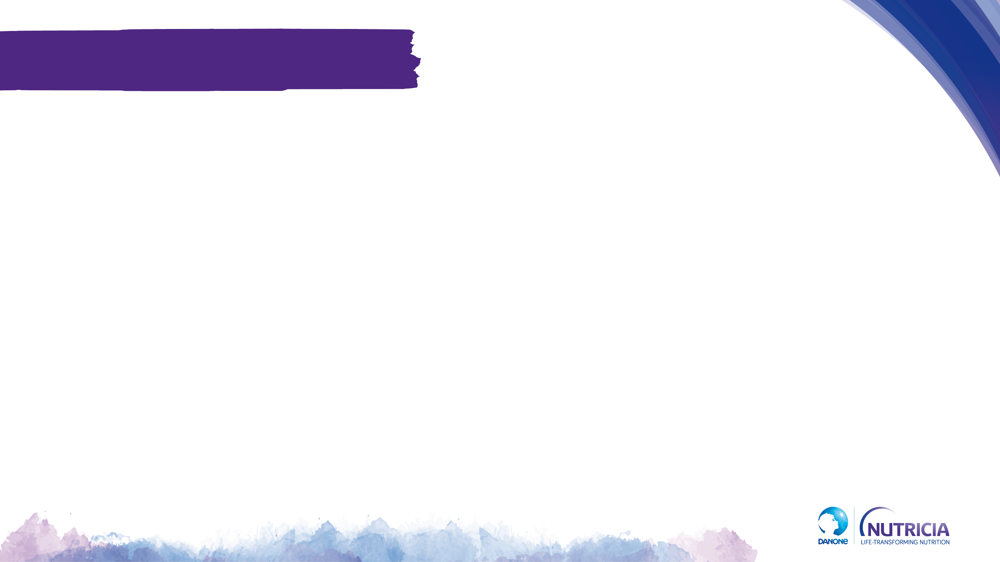 DANONE
NUTRICIA
LIFE-TRANSFORMING NUTRITION